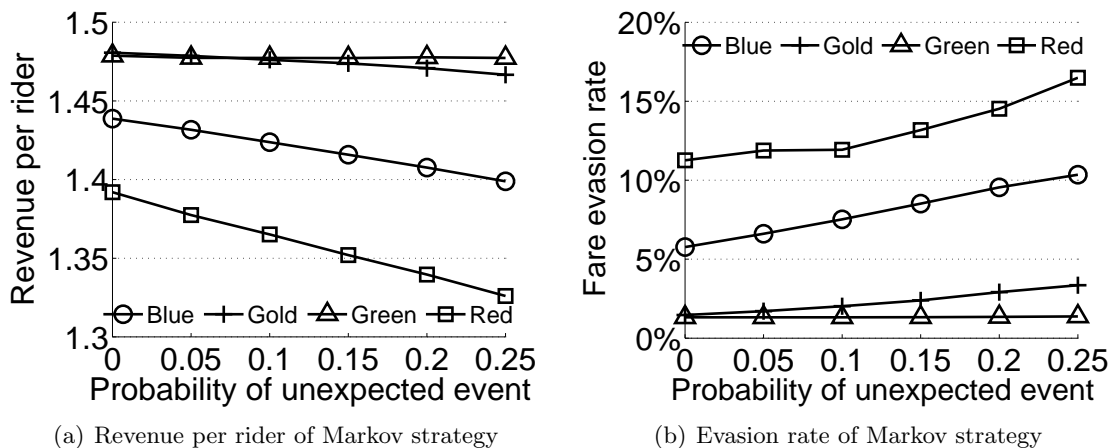 1.5
1.45
1.4
1.35
1.3
Revenue per rider
Blue Gold Green Red
0 0.05 0.1 0.15 0.2 0.25
Probability of unexpected event
(a) Revenue per rider of Markov strategy
20%
15%
10%
5%
0%
Fare evasion rate
Blue Gold Green Red
0 0.05 0.1 0.15 0.2 0.25
Probability of unexpected event
(b) Evasion rate of Markov strategy